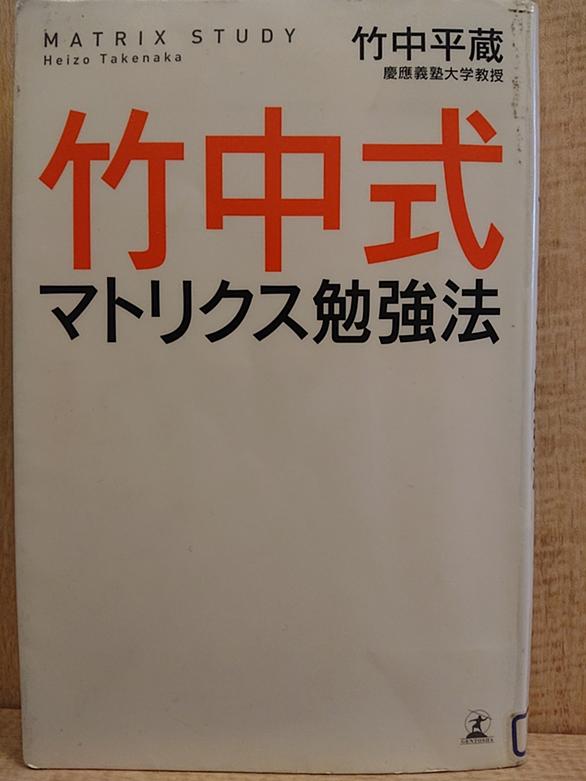 MATRIX STUDY
Heizo Takenaka
竹中平蔵
慶應義塾大学教授
竹中式
マトリクス勉強法
GENTOSHA